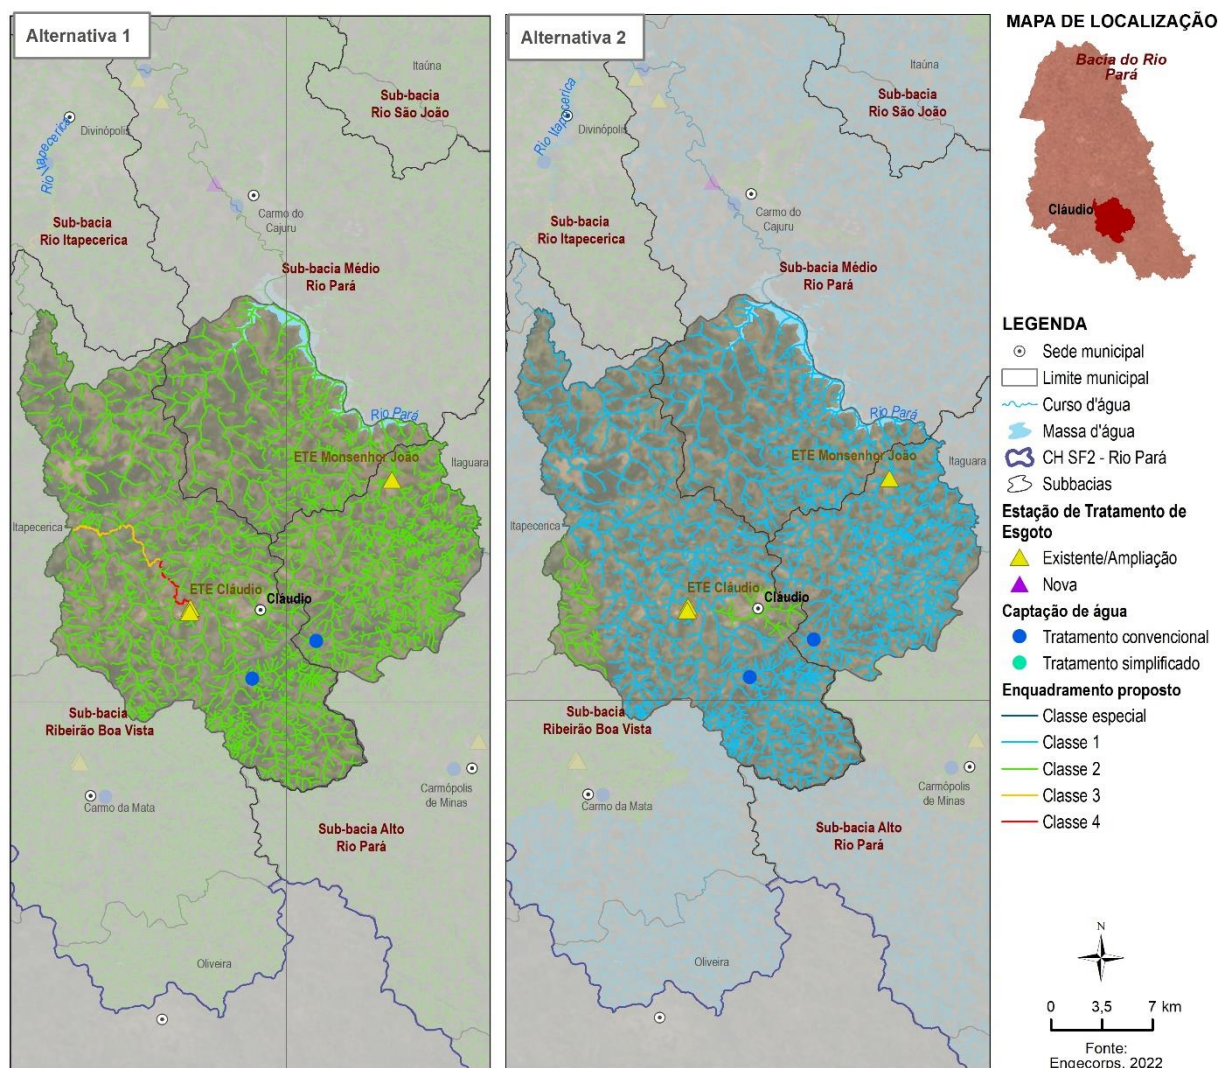 Alternativa 1
Itaúna
Sub-bacia
Rio São João
Rio Itapecerica
Divinópolis
Carmo do
Cajuru
Sub-bacia
Rio Itapecerica
Sub-bacia Médio
Rio Pará
Rio Pará
ETE Monsenhor João
Itaguara
Itapecerica
ETE Cláudio
Cláudio
Sub-bacia
Ribeirão Boa Vista
Carmo da Mata
Carmópolis
de Minas
Sub-bacia Alto
Rio Pará
Oliveira
Alternativa 2
Itaúna
Sub-bacia
Rio São João
Rio Itapecerica
Divinópolis
Carmo do
Cajuru
Sub-bacia
Rio Itapecerica
Sub-bacia Médio
Rio Pará
Rio Pará
ETE Monsenhor João
Itaguara
Itapecerica
ETE Cláudio
Cláudio
Sub-bacia
Ribeirão Boa Vista
Carmo da Mata
Carmópolis
de Minas
Sub-bacia Alto
Rio Pará
Oliveira
MAPA DE LOCALIZAÇÃO
Bacia do Rio
Pará
Cláudio
LEGENDA
Sede municipal
Limite municipal
Curso d'água
Massa d'água
CH SF2 - Rio Pará
Subbacias
Estação de Tratamento de
Esgoto
Existente/Ampliação
Nova
Captação de água
Tratamento convencional
Tratamento simplificado
Enquadramento proposto
Classe especial
Classe 1
Classe 2
Classe 3
Classe 4
N
0 3,5 7 km
Fonte:
Engecorps, 2022